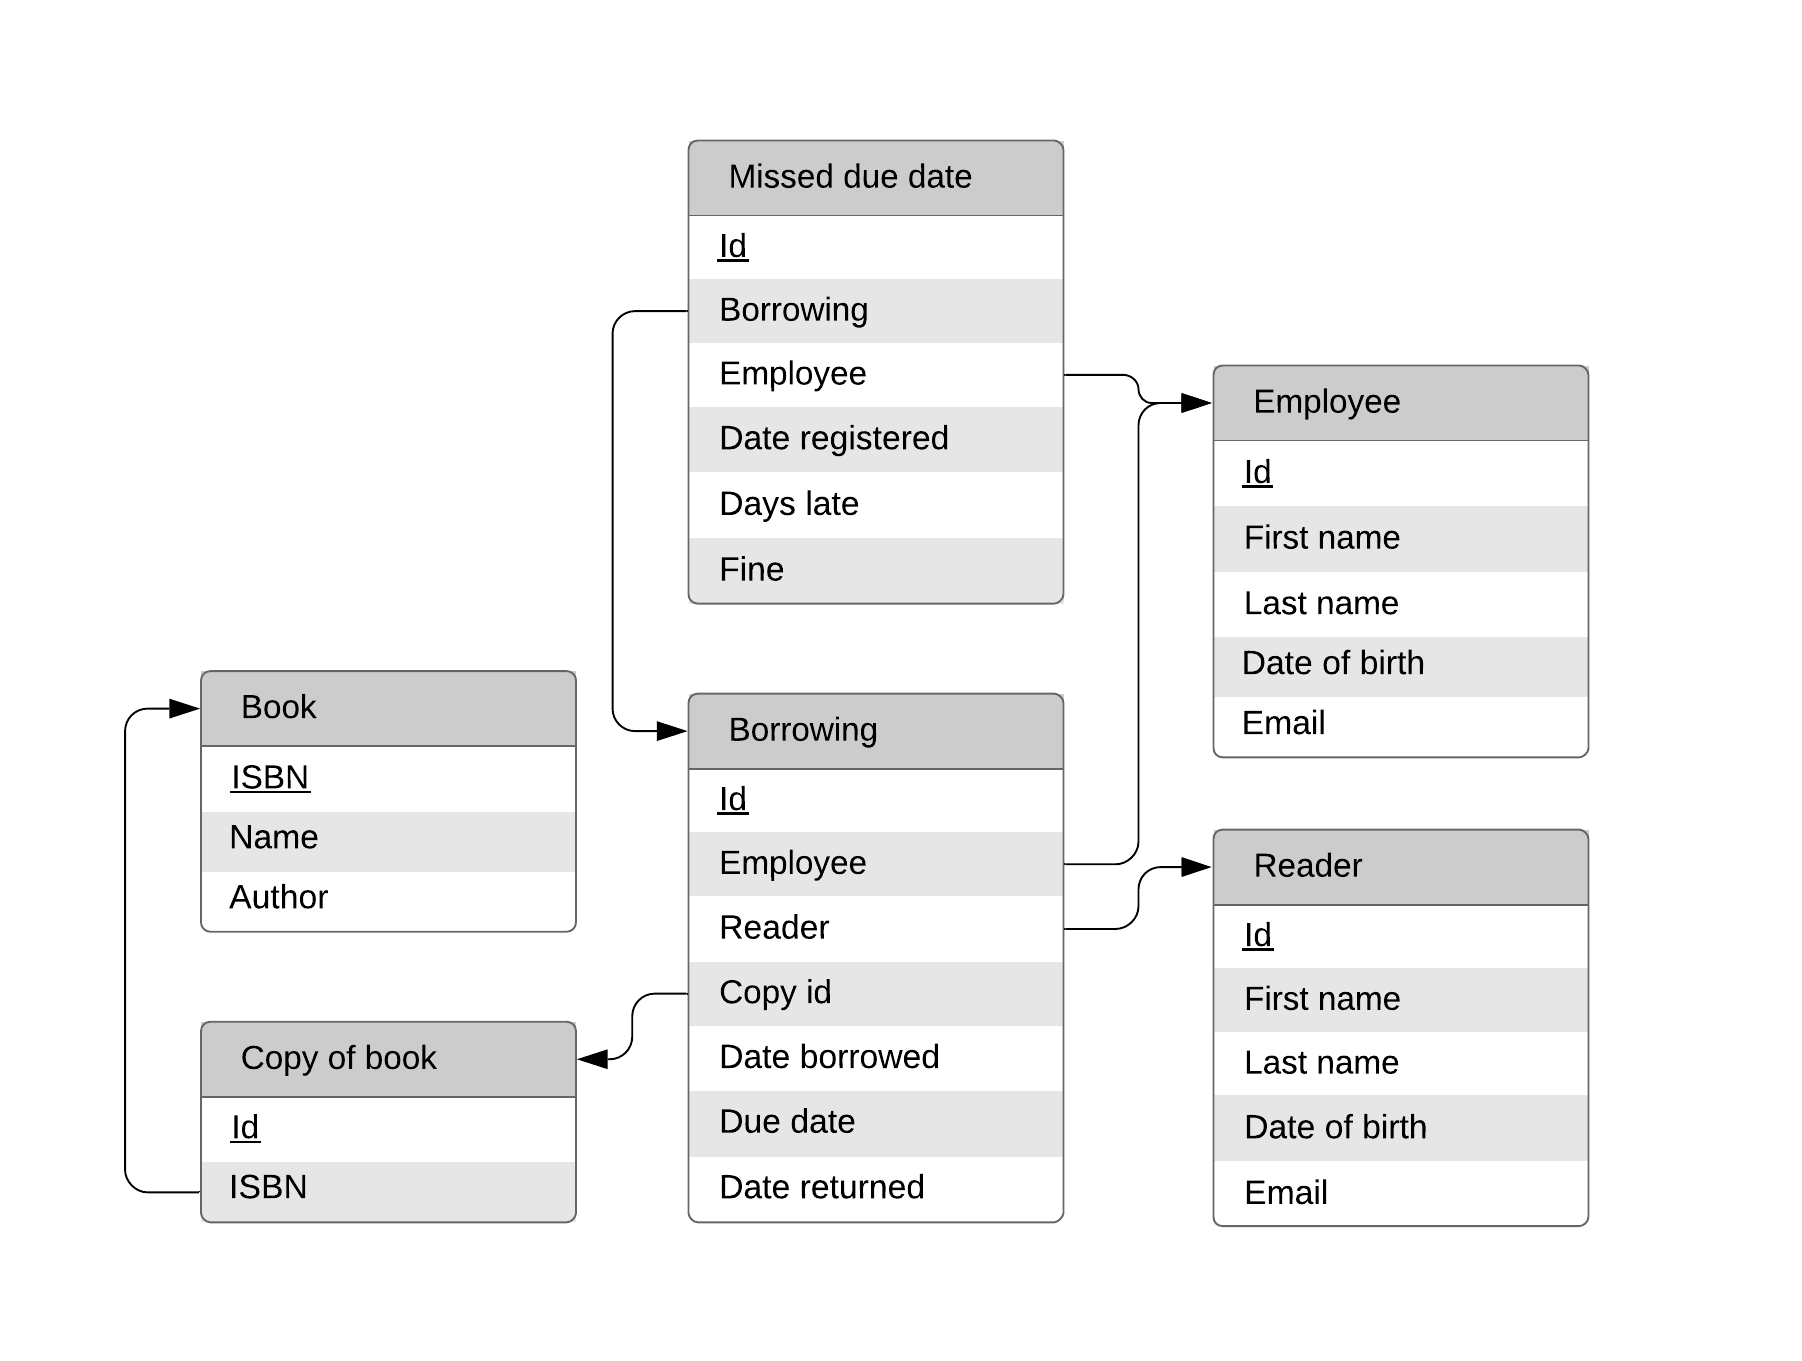 Missed due date
Id
Borrowing
Employee
Date registered
Days late
Fine
Employee
Id
First name
Last name
Date of birth
Email
Book
ISBN
Name
Author
Borrowing
Id
Employee
Reader
Copy id
Date borrowed
Due date
Date returned
Reader
Id
First name
Last name
Date of birth
Email
Copy of book
Id
ISBN